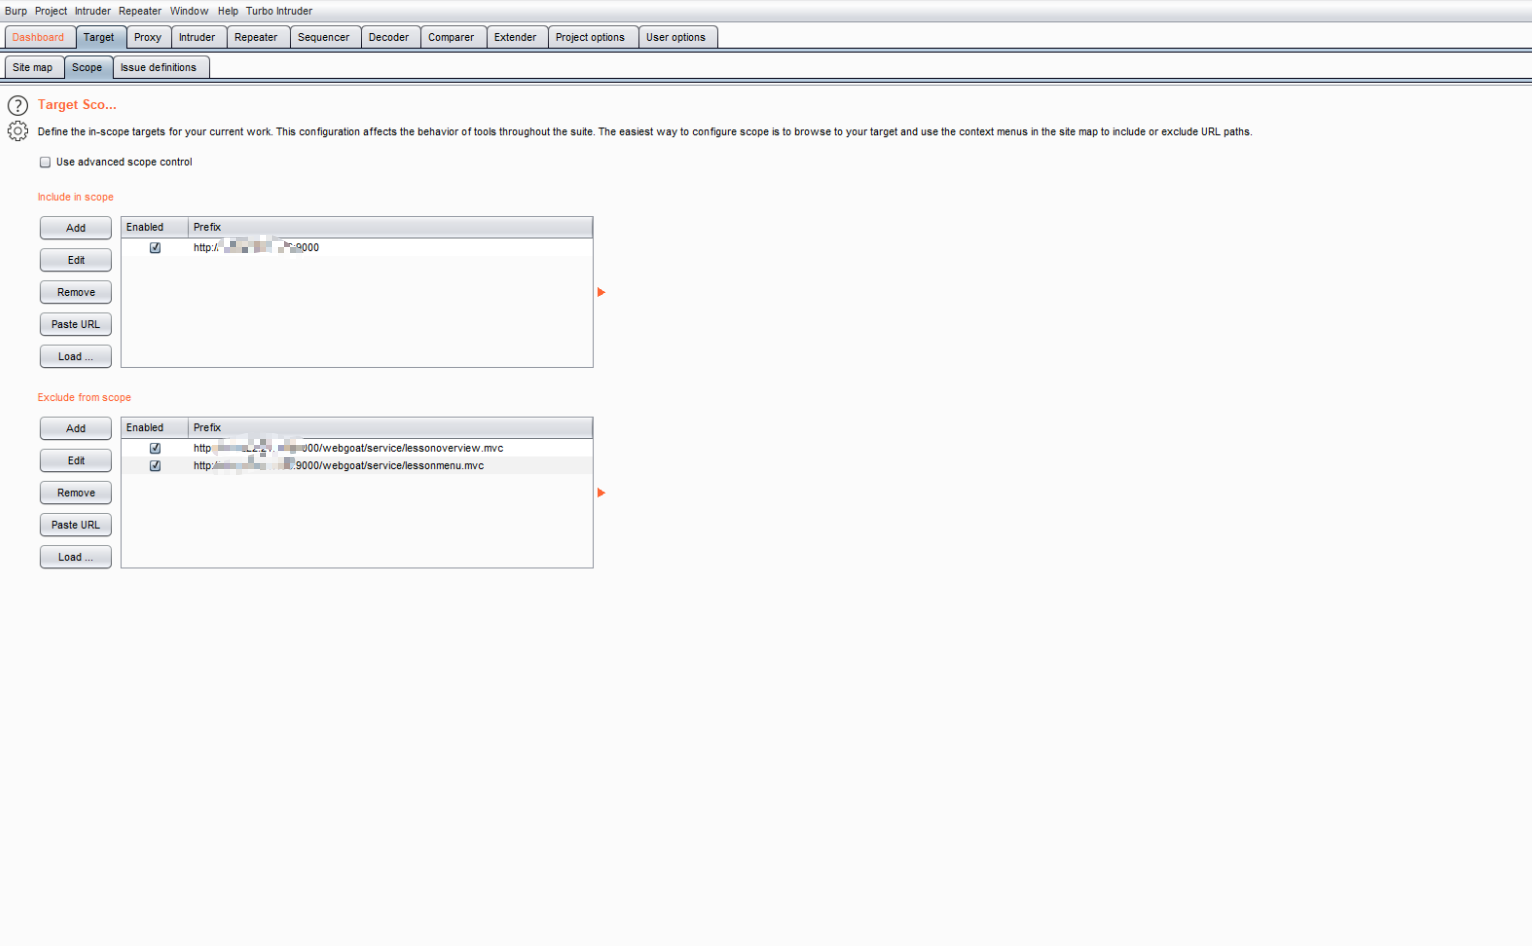 Burp Project Intruder Repeater Window Help Turbo Intruder
Dashboard Target Proxy Intruder Repeater Sequencer Decoder Comparer Extender Project options User options
Site map Scope Issue definitions
Target Sco...
Define the in-scope targets for your current work. This configuration affects the behavior of tools throughout the suite. The easiest way to configure scope is to browse to your target and use the context menus in the site map to include or exclude URL paths.
Use advanced scope control
Include in scope
Add
Edit
Remove
Paste URL
Load ...
Enabled Prefix
http:/ :9000
Exclude from scope
Add
Edit
Remove
Paste URL
Load ...
Enabled Prefix
http 000/webgoat/service/lessonoverview.mvc
http:/ :9000/webgoat/service/lessonmenu.mvc